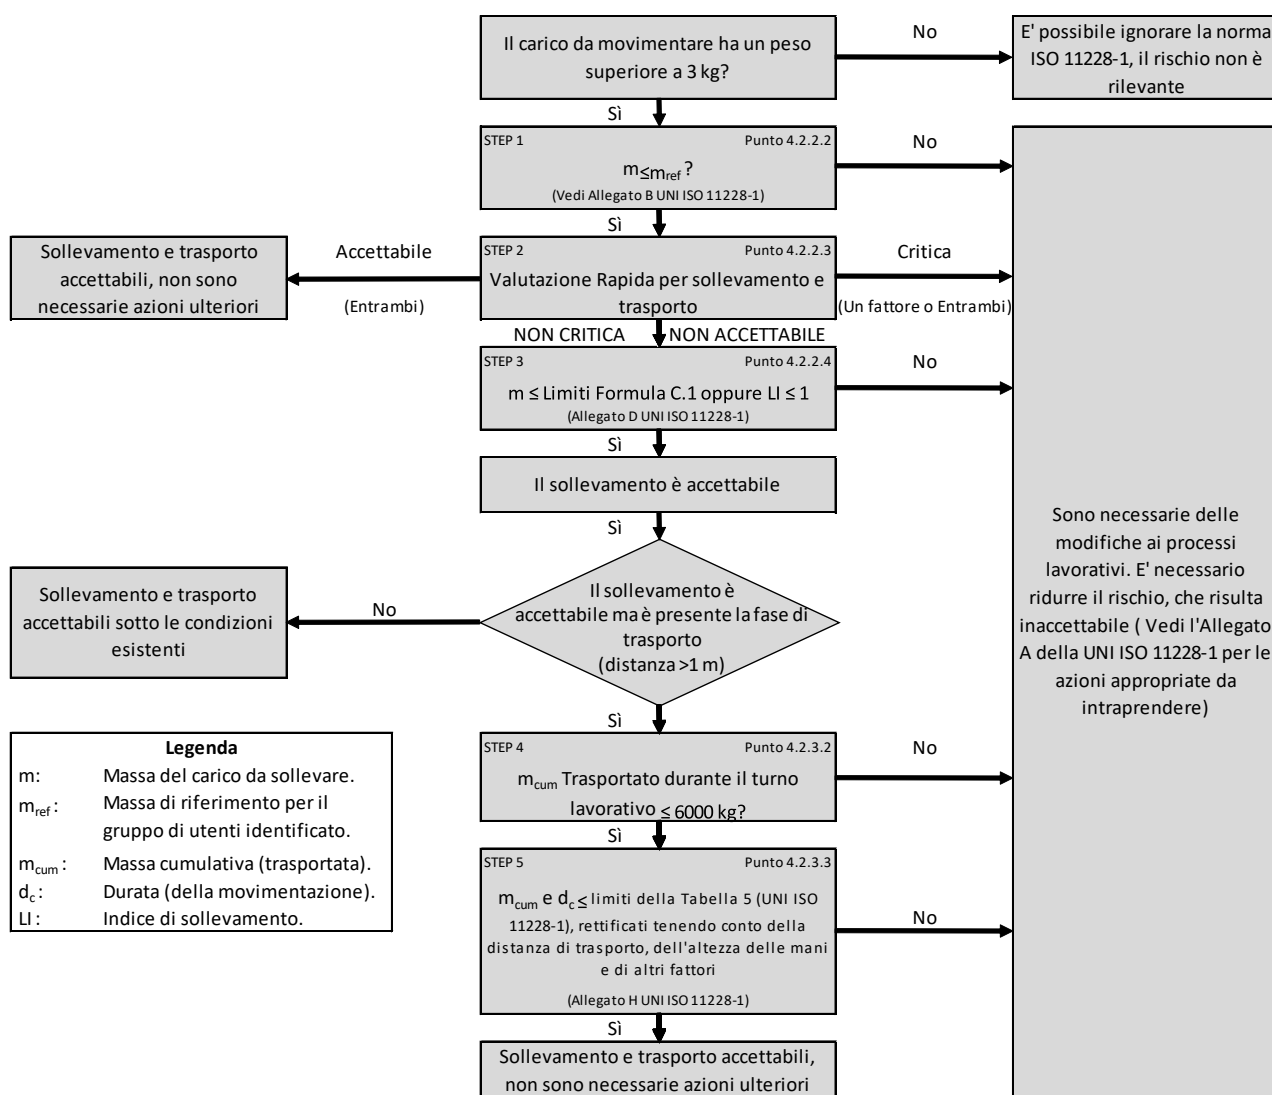 Il carico da movimentare ha un peso
superiore a 3 kg?
No
E' possibile ignorare la norma
ISO 11228-1, il rischio non è
rilevante
Sì
STEP 1 Punto 4.2.2.2
m≤mref ?
(Vedi Allegato B UNI ISO 11228-1)
No
Sì
Sollevamento e trasporto
accettabili, non sono
necessarie azioni ulteriori
Accettabile
(Entrambi)
STEP 2 Punto 4.2.2.3
Valutazione Rapida per sollevamento e
trasporto
Critica
(Un fattore o Entrambi)
NON CRITICA NON ACCETTABILE
STEP 3 Punto 4.2.2.4
m ≤ Limiti Formula C.1 oppure LI ≤ 1
(Allegato D UNI ISO 11228-1)
No
Sì
Il sollevamento è accettabile
Sì
Il sollevamento è
accettabile ma è presente la fase di
trasporto
(distanza >1 m)
No
Sollevamento e trasporto
accettabili sotto le condizioni
esistenti
Sono necessarie delle
modifiche ai processi
lavorativi. E' necessario
ridurre il rischio, che risulta
inaccettabile ( Vedi l'Allegato
A della UNI ISO 11228-1 per le
azioni appropriate da
intraprendere)
Sì
STEP 4 Punto 4.2.3.2
mcum Trasportato durante il turno
lavorativo ≤ 6000 kg?
No
Sì
STEP 5 Punto 4.2.3.3
mcum e dc ≤ limiti della Tabella 5 (UNI ISO
11228-1), rettificati tenendo conto della
distanza di trasporto, dell'altezza delle mani
e di altri fattori
(Allegato H UNI ISO 11228-1)
No
Sì
Sollevamento e trasporto accettabili,
non sono necessarie azioni ulteriori
Legenda
m: Massa del carico da sollevare.
mref : Massa di riferimento per il
gruppo di utenti identificato.
mcum : Massa cumulativa (trasportata).
dc : Durata (della movimentazione).
LI : Indice di sollevamento.